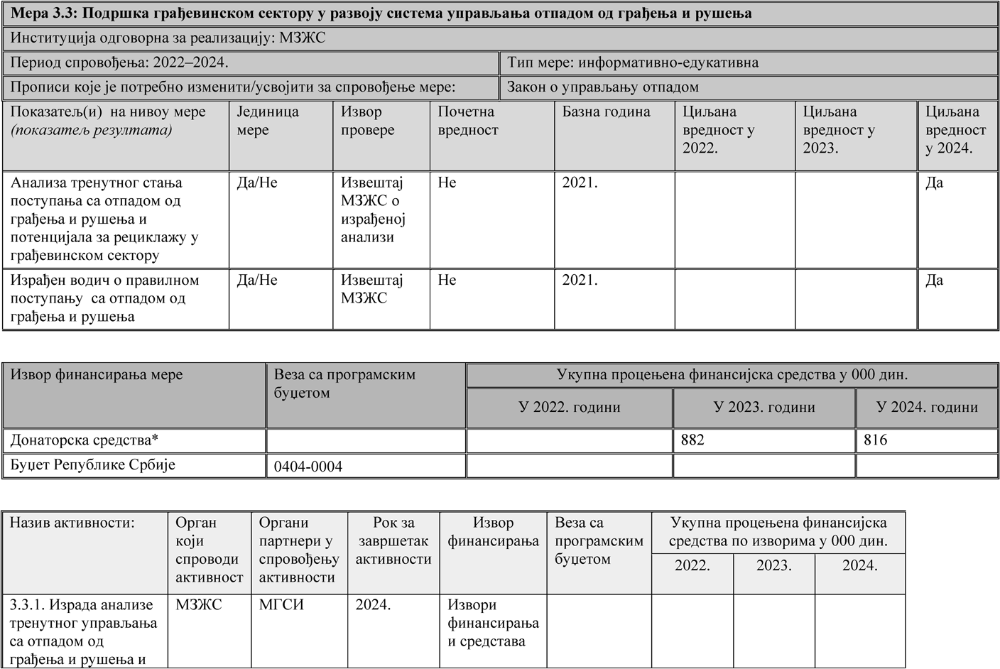 Мера 3.3: Подршка грађевинском сектору у развоју система управљања отпадом од грађења и рушења
Институција одговорна за реализацију: МЗЖС
Период спровођења: 2022–2024.
Тип мере: информативно-едукативна
Прописи које је потребно изменити/усвојити за спровођење мере:
Закон о управљању отпадом
Показатељ(и) на нивоу мере
(показатељ резултата)
Јединица
мере
Извор
провере
Почетна
вредност
Базна година
Циљана
вредност у
2022.
Циљана
вредност у
2023.
Циљана
вредност
у 2024.
Анализа тренутног стања
поступања са отпадом од
грађења и рушења и
потенцијала за рециклажу у
грађевинском сектору
Да/Не
Извештај
МЗЖС о
израђеној
анализи
Не
2021.
Да
Израђен водич о правилном
поступању са отпадом од
грађења и рушења
Да/Не
Извештај
МЗЖС
Не
2021.
Да
Извор финансирања мере
Веза са програмским
буџетом
Укупна процењена финансијска средства у 000 дин.
У 2022. години
У 2023. години
У 2024. години
Донаторска средства*
882
816
Буџет Републике Србије
0404-0004
Назив активности:
Орган
који
спроводи
активност
Органи
партнери у
спровођењу
активности
Рок за
завршетак
активности
Извор
финансирања
Веза са
програмским
буџетом
Укупна процењена финансијска
средства по изворима у 000 дин.
2022.
2023.
2024.
3.3.1. Израда анализе
тренутног управљања
са отпадом од
грађења и рушења и
МЗЖС
МГСИ
2024.
Извори
финансирања
и средстава